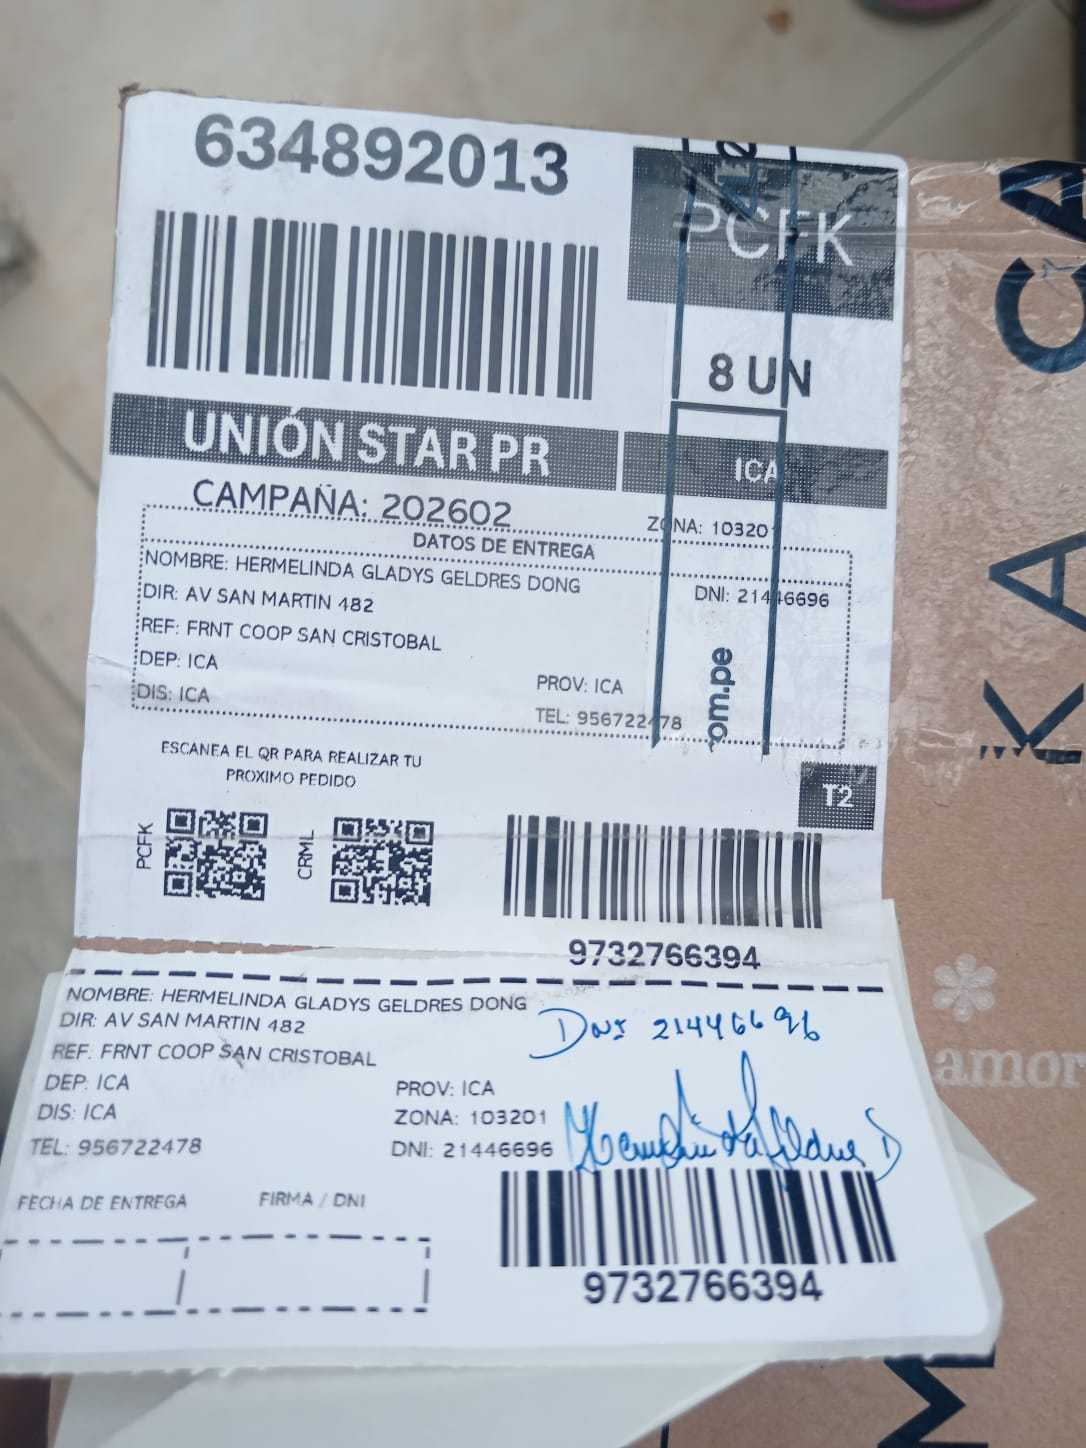 634892013
PCFK
8 UN
UNIÓN STAR PR
ICA
CAMPAÑA: 202602
ZONA: 103201
DATOS DE ENTREGA
NOMBRE: HERMELINDA GLADYS GELDRES DONG
DNI: 21446696
DIR: AV SAN MARTIN 482
REF: FRNT COOP SAN CRISTOBAL
DEP: ICA
PROV: ICA
DIS: ICA
TEL: 956722478
om.pe
ESCANEA EL QR PARA REALIZAR TU
PROXIMO PEDIDO
T2
PCFK
CRML
9732766394
NOMBRE: HERMELINDA GLADYS GELDRES DONG
DIR: AV SAN MARTIN 482
REF: FRNT COOP SAN CRISTOBAL
DEP: ICA
PROV: ICA
DIS: ICA
ZONA: 103201
TEL: 956722478
DNI: 21446696
DNI 21446696
FECHA DE ENTREGA
FIRMA / DNI
9732766394
amor